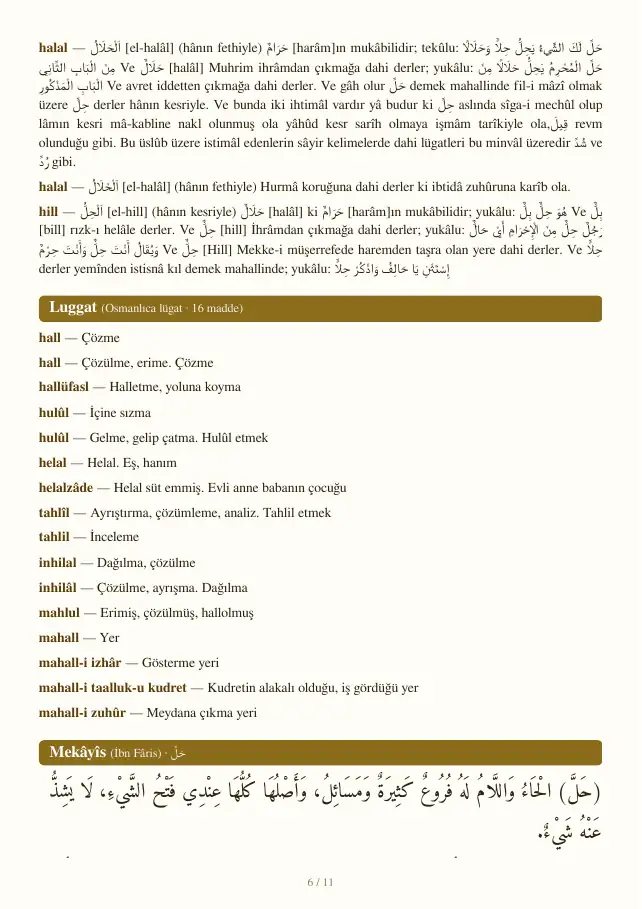 halal — اَلْحَلَالُ [el-halâl] (hânın fethiyle) حَرَامٌ [harâm]ın mukâbilidir; tekûlu: حَلَّ لَكَ الشَّيْءُ يَحِلُّ حِلًّا وَحَلَالًا
مِنَ الْبَابِ الثَّانِي Ve حَلَالٌ [halâl] Muhrim ihrâmdan çıkmağa dahi derler; yukâlu: حَلَّ الْمُحْرِمُ يَحِلُّ حَلَالًا مِنَ
الْبَابِ الْمَذْكُورِ Ve avret iddetten çıkmağa dahi derler. Ve gâh olur حَلَّ demek mahallinde fil-i mâzî olmak
üzere حِلَّ derler hânın kesriyle. Ve bunda iki ihtimâl vardır yâ budur ki حِلَّ aslında sîga-i mechûl olup
lâmın kesri mâ-kabline nakl olunmuş ola yâhûd kesr sarîh olmaya işmâm tarîkiyle ola, قِيلَ revm
olunduğu gibi. Bu üslûb üzere istimâl edenlerin sâyir kelimelerde dahi lügatleri bu minvâl üzeredir شُدَّ ve
رُدَّ gibi.
halal — اَلْحَلَالُ [el-halâl] (hânın fethiyle) Hurmâ koruğuna dahi derler ki ibtidâ zuhûruna karîb ola.
hill — اَلْحِلُّ [el-hill] (hânın kesriyle) حَلَالٌ [halâl] ki حَرَامٌ [haram]ın mukâbilidir; yukâlu: هُوَ حِلٌّ بِلٌّ Ve بِلٌّ
[bill] rızk-ı helâle derler. Ve حِلٌّ [hill] İhrâmdan çıkmağa dahi derler; yukâlu: رَجُلٌ حِلٌّ مِنَ الْإِحْرَامِ أَيْ حَالٌّ
وَيُقَالُ أَنْتَ حِلٌّ وَأَنْتَ حِرْمٌ Ve حِلٌّ [Hill] Mekke-i müşerrefede haremden taşra olan yere dahi derler. Ve حِلًّا
derler yemînden istisnâ kıl demek mahallinde; yukâlu: إِسْتَثْنِ يَا حَالِفُ وَاذْكُرْ حِلًّا
Luggat (Osmanlıca lügat · 16 madde)
hall — Çözme
hall — Çözülme, erime. Çözme
hallüfasl — Halletme, yoluna koyma
hulûl — İçine sızma
hulûl — Gelme, gelip çatma. Hulûl etmek
helal — Helal. Eş, hanım
helalzâde — Helal süt emmiş. Evli anne babanın çocuğu
tahlîl — Ayrıştırma, çözümleme, analiz. Tahlil etmek
tahlil — İnceleme
inhilal — Dağılma, çözülme
inhilâl — Çözülme, ayrışma. Dağılma
mahlul — Erimiş, çözülmüş, hallolmuş
mahall — Yer
mahall-i izhâr — Gösterme yeri
mahall-i taalluk-u kudret — Kudretin alakalı olduğu, iş gördüğü yer
mahall-i zuhûr — Meydana çıkma yeri
Mekâyîs (İbn Fâris) · حَلَّ
(حَلَّ) الْحَاءُ وَاللَّامُ لَهُ فُرُوعٌ كَثِيرَةٌ وَمَسَائِلُ، وَأَصْلُهَا كُلُّهَا عِنْدِي فَتْحُ الشَّيْءِ، لَا يَشِذُّ
عَنْهُ شَيْءٌ.
6 / 11